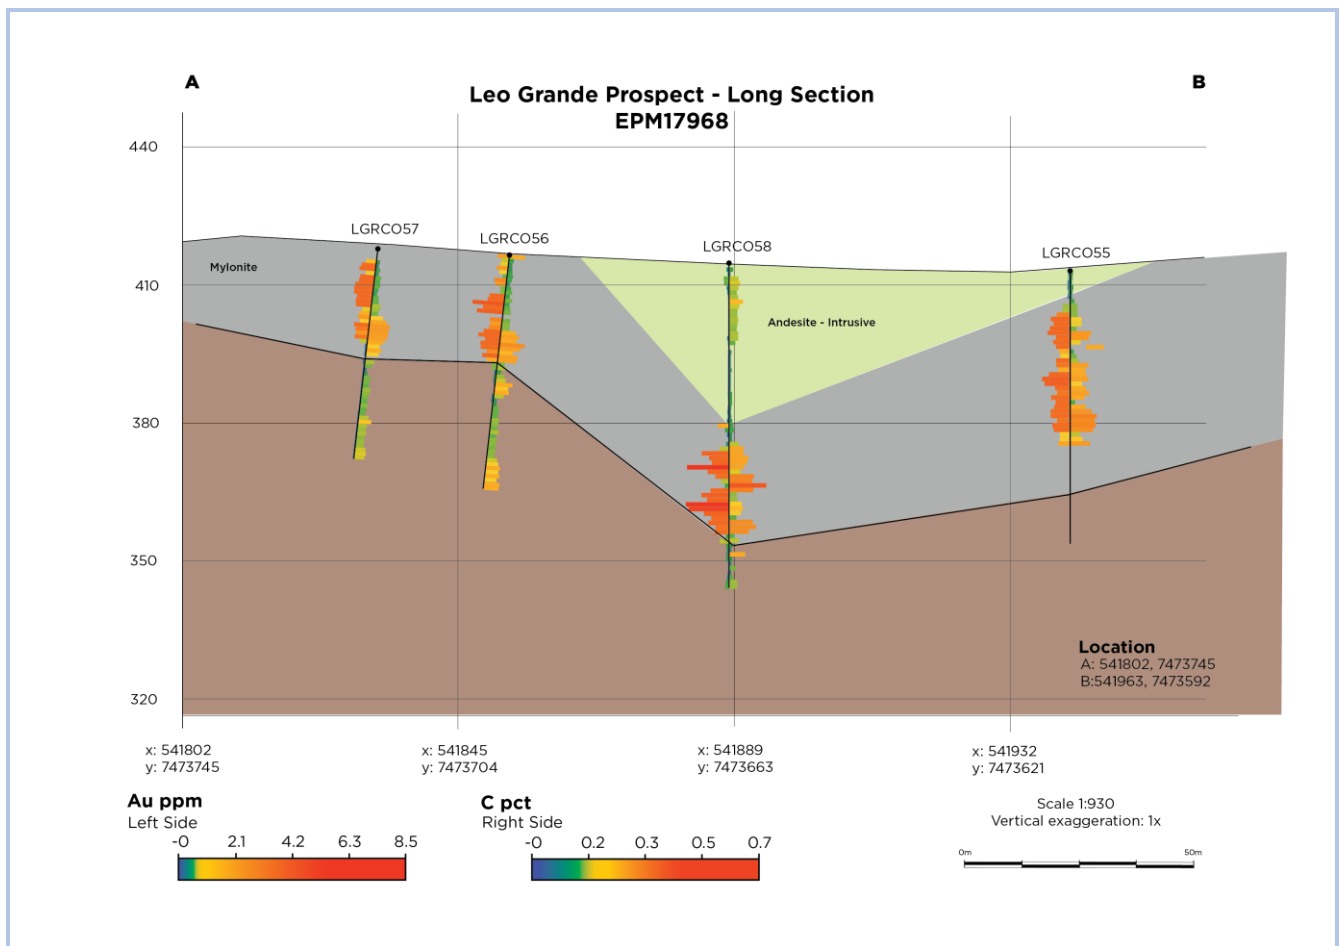 A
B
Leo Grande Prospect - Long Section
EPM17968
440
410
380
350
320
LGRCO57
LGRCO56
LGRCO58
LGRCO55
Mylonite
Andesite - Intrusive
Location
A: 541802, 7473745
B:541963, 7473592
x: 541802
y: 7473745
x: 541845
y: 7473704
x: 541889
y: 7473663
x: 541932
y: 7473621
Au ppm
Left Side
-0 2.1 4.2 6.3 8.5
C pct
Right Side
-0 0.2 0.3 0.5 0.7
Scale 1:930
Vertical exaggeration: 1x
0m 50m